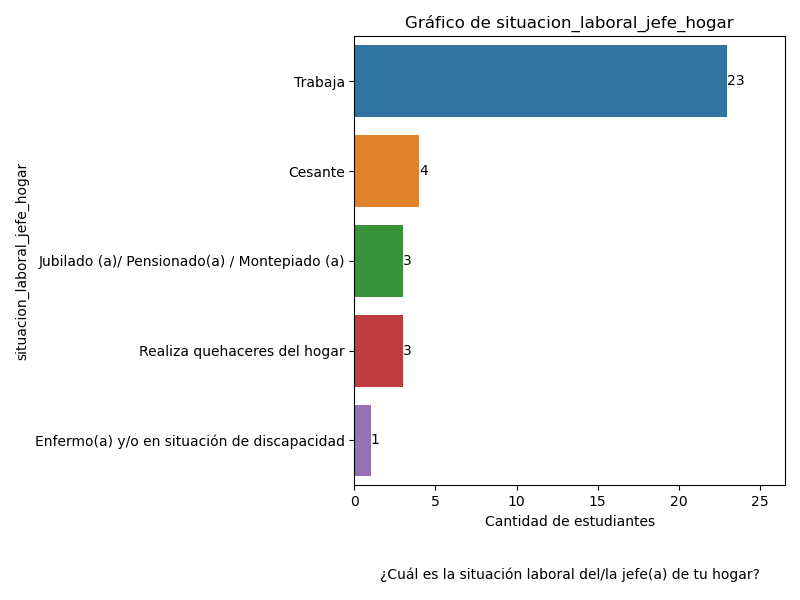 Gráfico de situacion_laboral_jefe_hogar
situacion_laboral_jefe_hogar
Trabaja
23
Cesante
4
Jubilado (a)/ Pensionado(a) / Montepiado (a)
3
Realiza quehaceres del hogar
3
Enfermo(a) y/o en situación de discapacidad
1
0 5 10 15 20 25
Cantidad de estudiantes
¿Cuál es la situación laboral del/la jefe(a) de tu hogar?